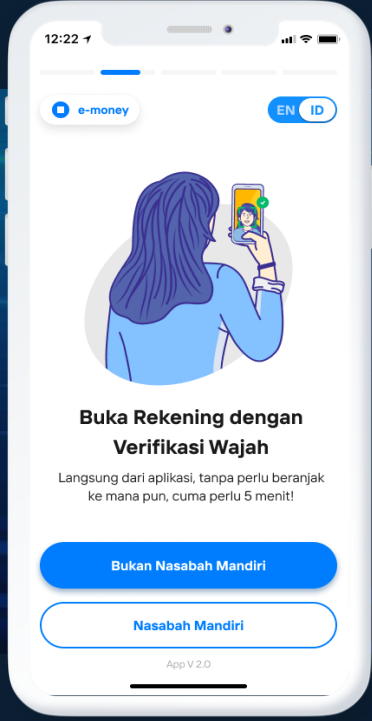 12:22
e-money
EN ID
Buka Rekening dengan
Verifikasi Wajah
Langsung dari aplikasi, tanpa perlu beranjak
ke mana pun, cuma perlu 5 menit!
Bukan Nasabah Mandiri
Nasabah Mandiri
App V 2.0